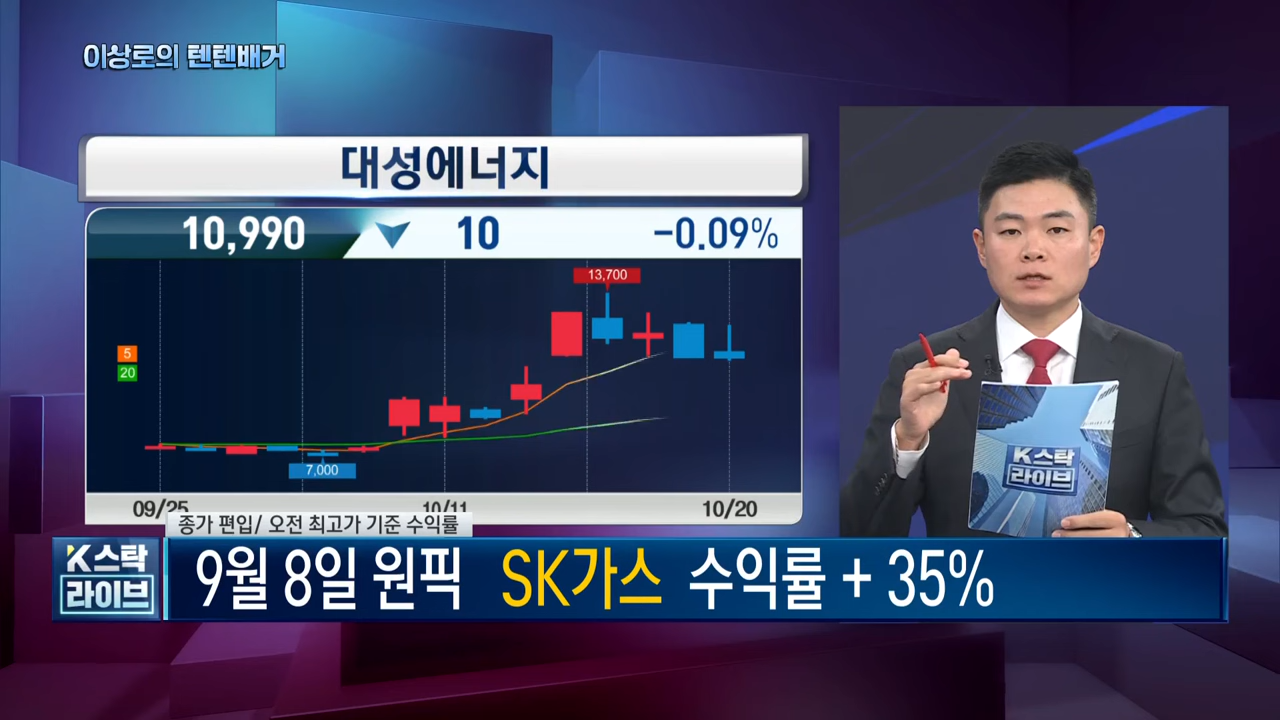 이상로의 텐텐배거
대성에너지
10,990 10 -0.09%
13,700
5
20
7,000
09/25 10/11 10/20
종가 편입/ 오전 최고가 기준 수익률
K스탁
라이브
9월 8일 원픽 SK가스 수익률 + 35%
K스탁
라이브